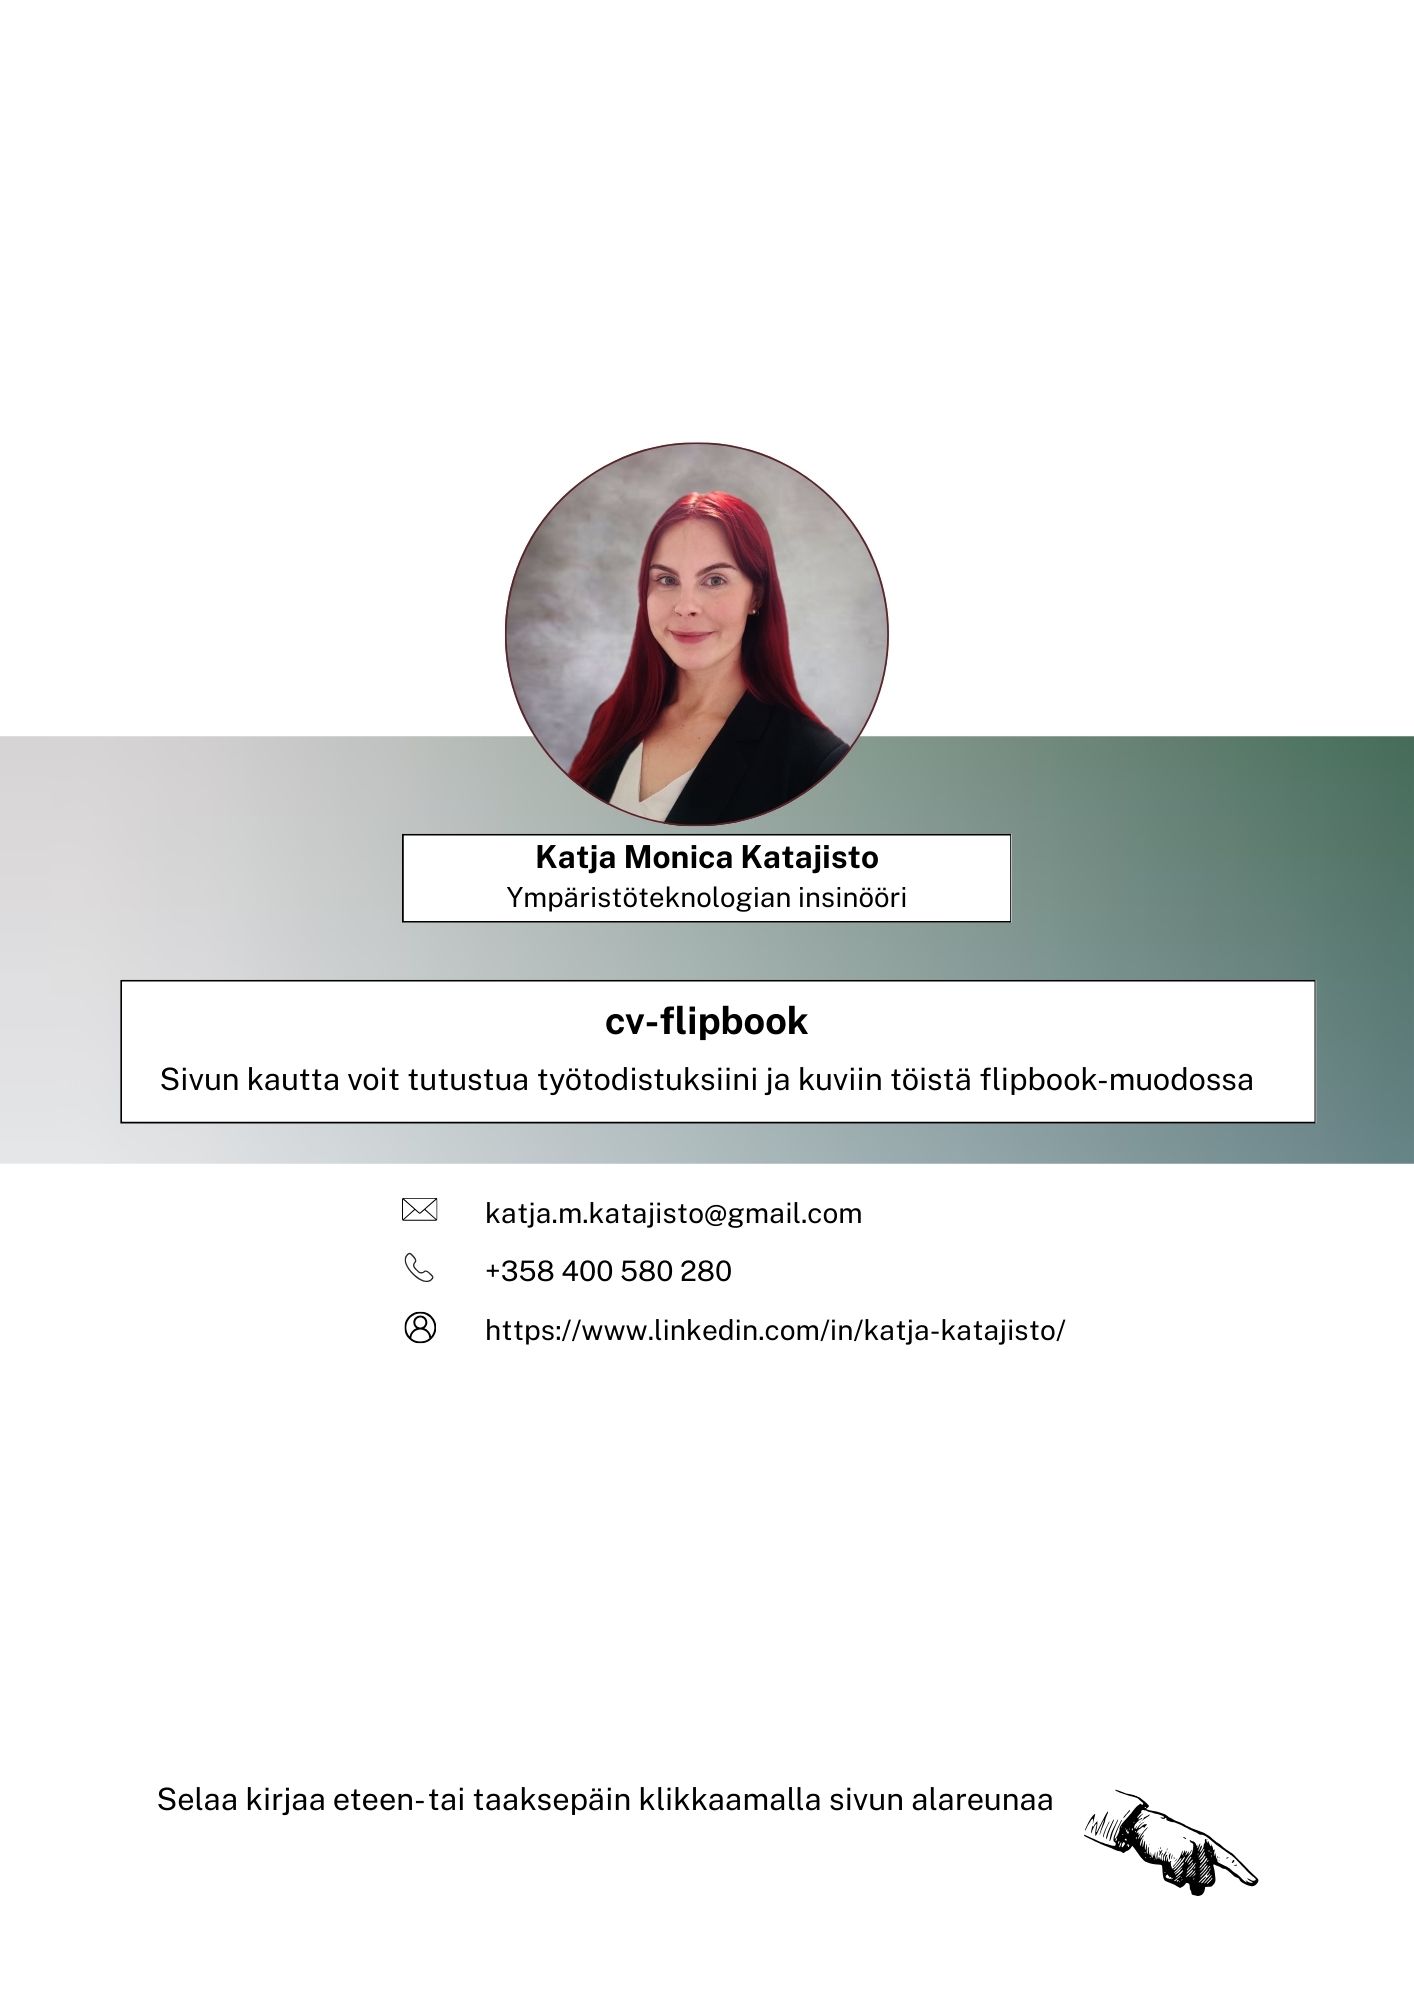 Katja Monica Katajisto
Ympäristöteknologian insinööri
cv-flipbook
Sivun kautta voit tutustua työtodistuksiini ja kuviin töistä flipbook-muodossa
katja.m.katajisto@gmail.com
+358 400 580 280
https://www.linkedin.com/in/katja-katajisto/
Selaa kirjaa eteen- tai taaksepäin klikkaamalla sivun alareunaa